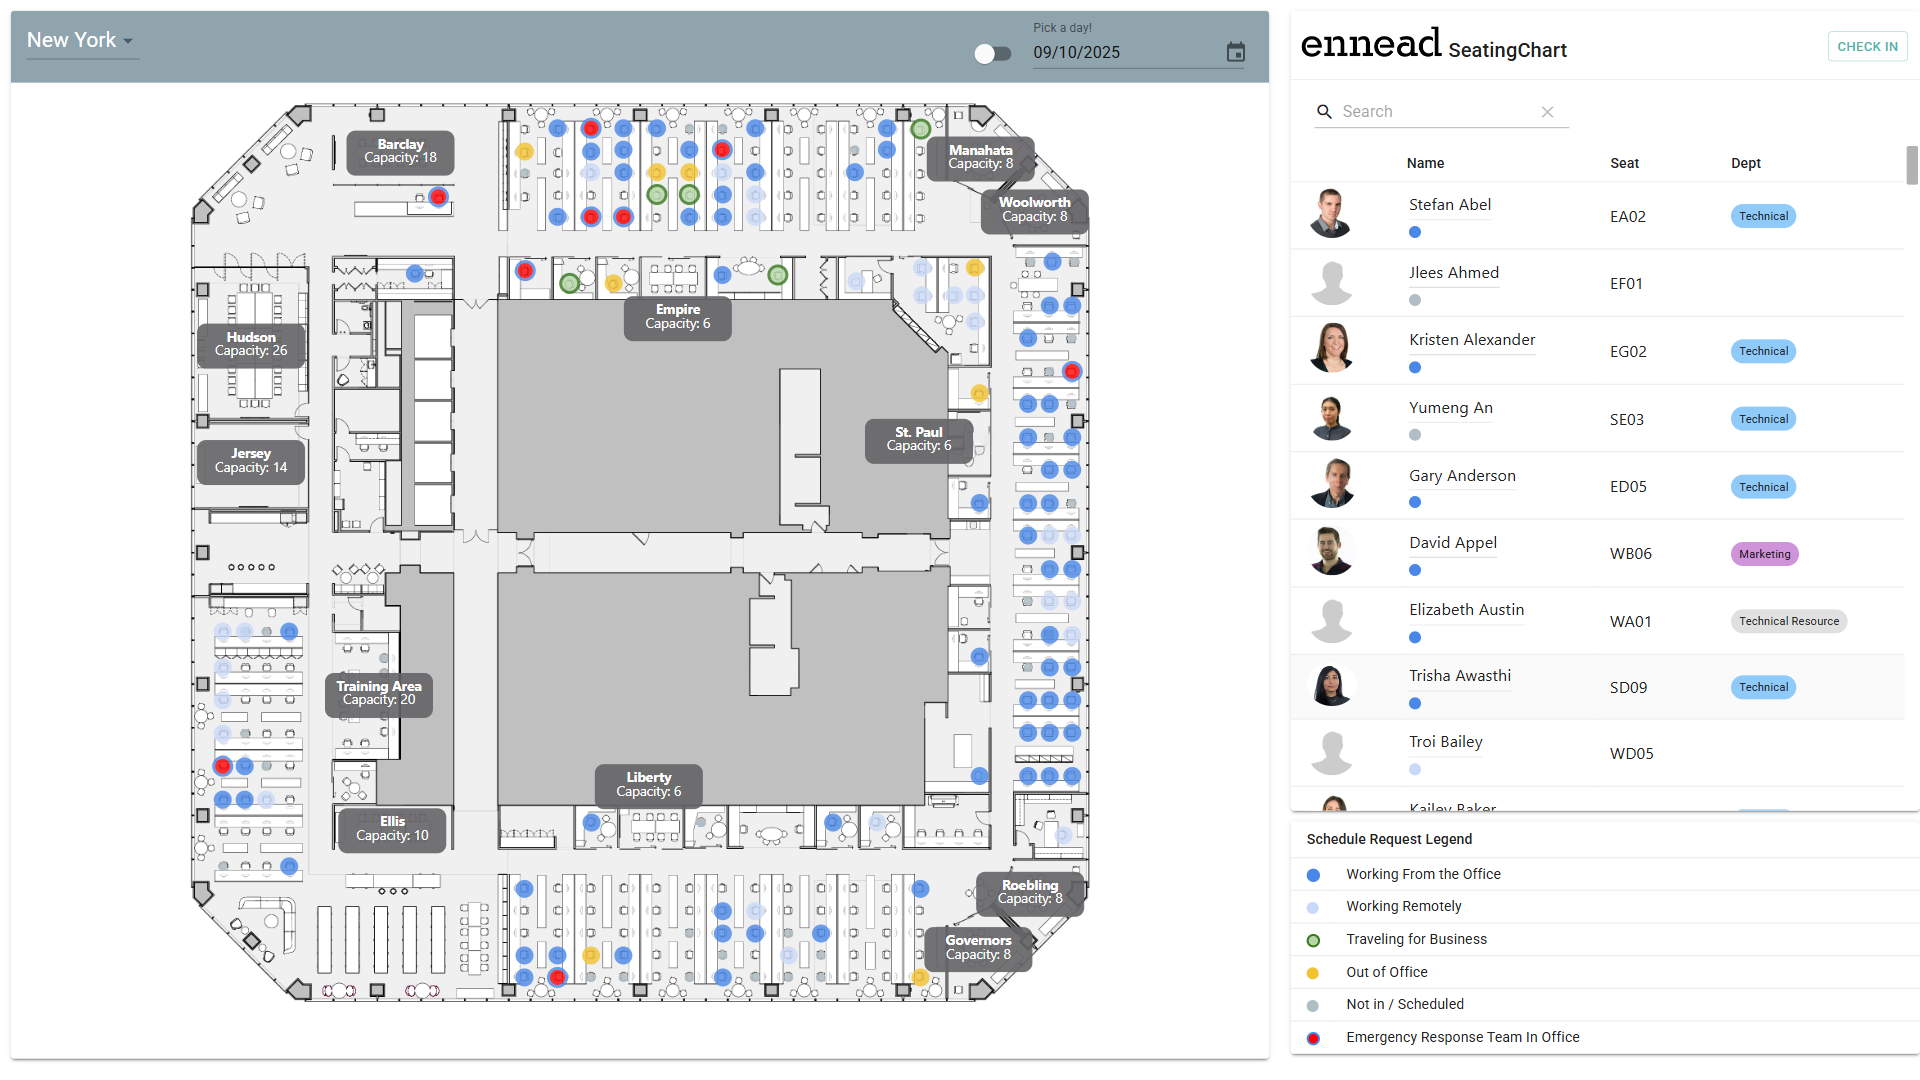 New York
Pick a day!
09/10/2025
Barclay
Capacity: 18
Manahata
Capacity: 8
Woolworth
Capacity: 8
Empire
Capacity: 6
Hudson
Capacity: 26
St. Paul
Capacity: 6
Jersey
Capacity: 14
Training Area
Capacity: 20
Liberty
Capacity: 6
Ellis
Capacity: 10
Roebling
Capacity: 8
Governors
Capacity: 8
ennead SeatingChart
CHECK IN
Search
Name Seat Dept
Stefan Abel EA02 Technical
Jlees Ahmed EF01
Kristen Alexander EG02 Technical
Yumeng An SE03 Technical
Gary Anderson ED05 Technical
David Appel WB06 Marketing
Elizabeth Austin WA01 Technical Resource
Trisha Awasthi SD09 Technical
Troi Bailey WD05
Kailey Baker
Schedule Request Legend
Working From the Office
Working Remotely
Traveling for Business
Out of Office
Not in / Scheduled
Emergency Response Team In Office